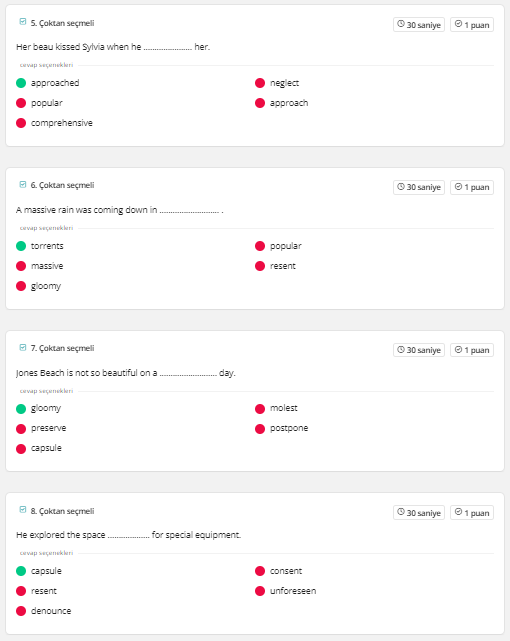 5. Çoktan seçmeli
30 saniye
1 puan
Her beau kissed Sylvia when he ........................ her.
cevap seçenekleri
approached
neglect
popular
approach
comprehensive
6. Çoktan seçmeli
30 saniye
1 puan
A massive rain was coming down in .............................. .
cevap seçenekleri
torrents
popular
massive
resent
gloomy
7. Çoktan seçmeli
30 saniye
1 puan
Jones Beach is not so beautiful on a ............................ day.
cevap seçenekleri
gloomy
molest
preserve
postpone
capsule
8. Çoktan seçmeli
30 saniye
1 puan
He explored the space ..................... for special equipment.
cevap seçenekleri
capsule
consent
resent
unforeseen
denounce